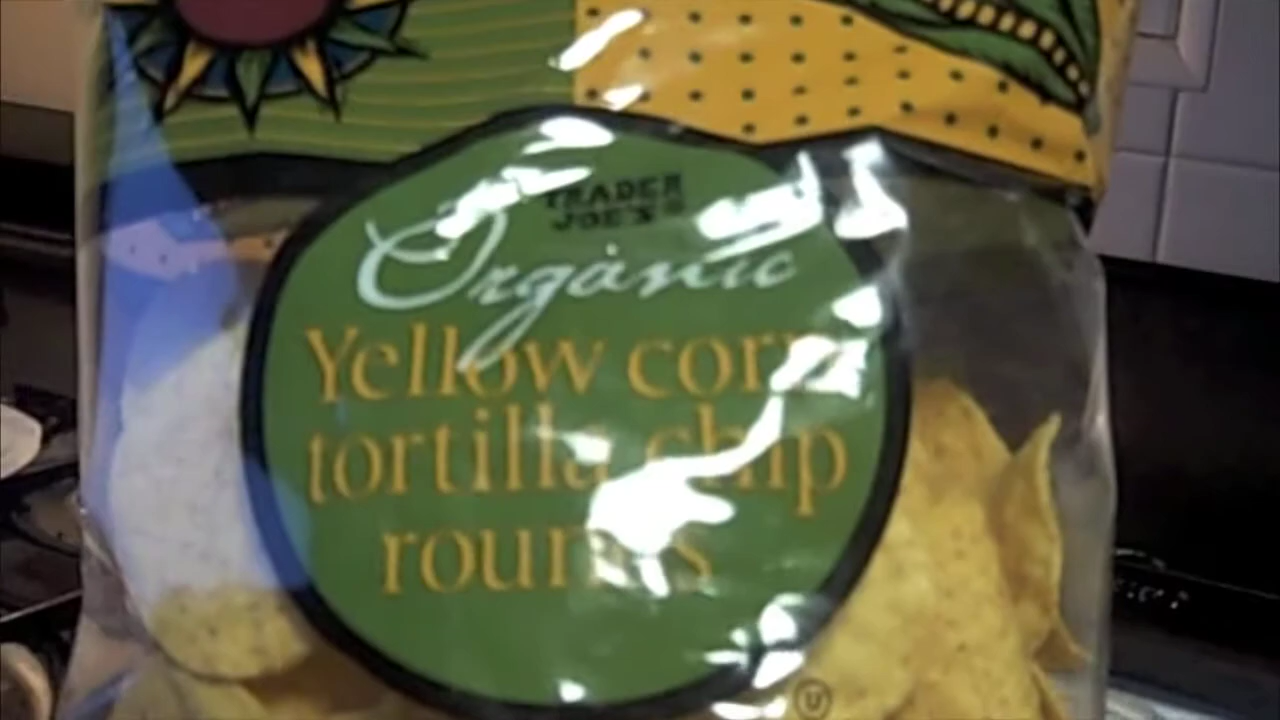 TRADER
JOE'S®
Organic
Yellow corn
tortilla chip
rounds
U